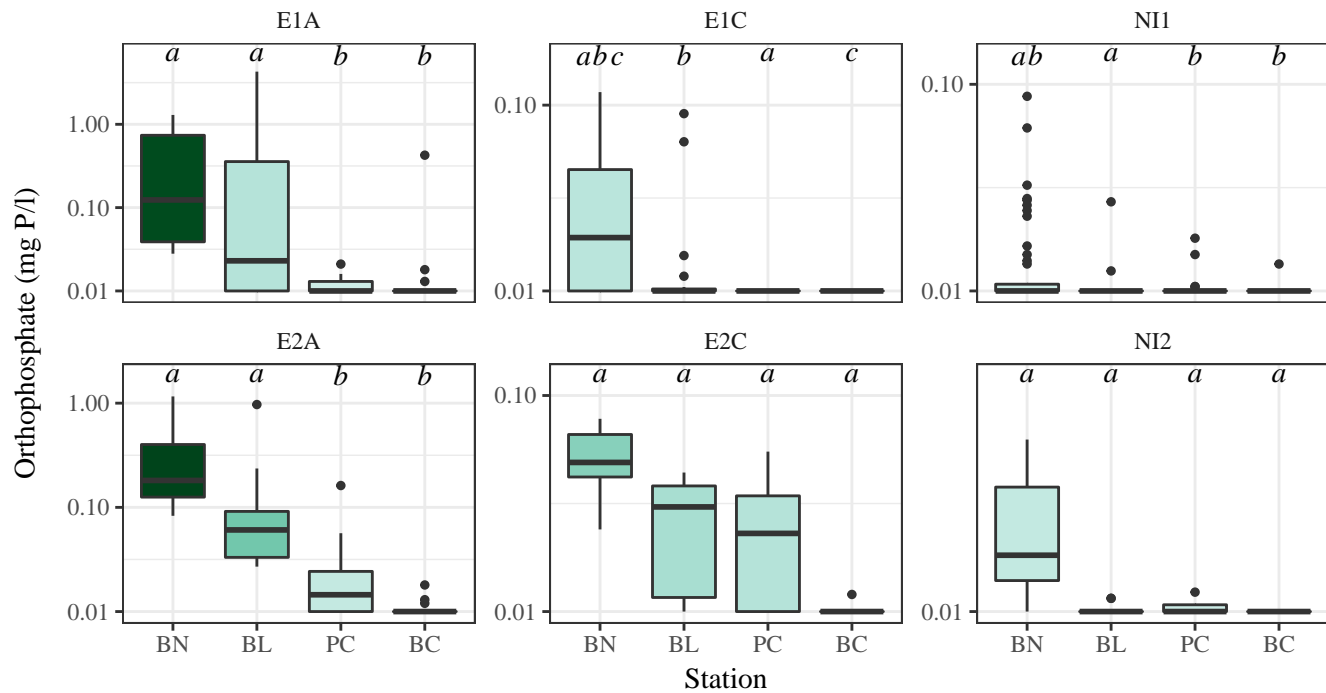 E1A E1C NI1
a a b b abc b a c ab a b b
1.00 0.10 0.10
0.10
0.01 0.01 0.01
E2A E2C NI2
a a b b a a a a a a a a
1.00 0.10
0.10
0.01 0.01 0.01
BN BL PC BC BN BL PC BC BN BL PC BC
Orthophosphate (mg P/l)
Station